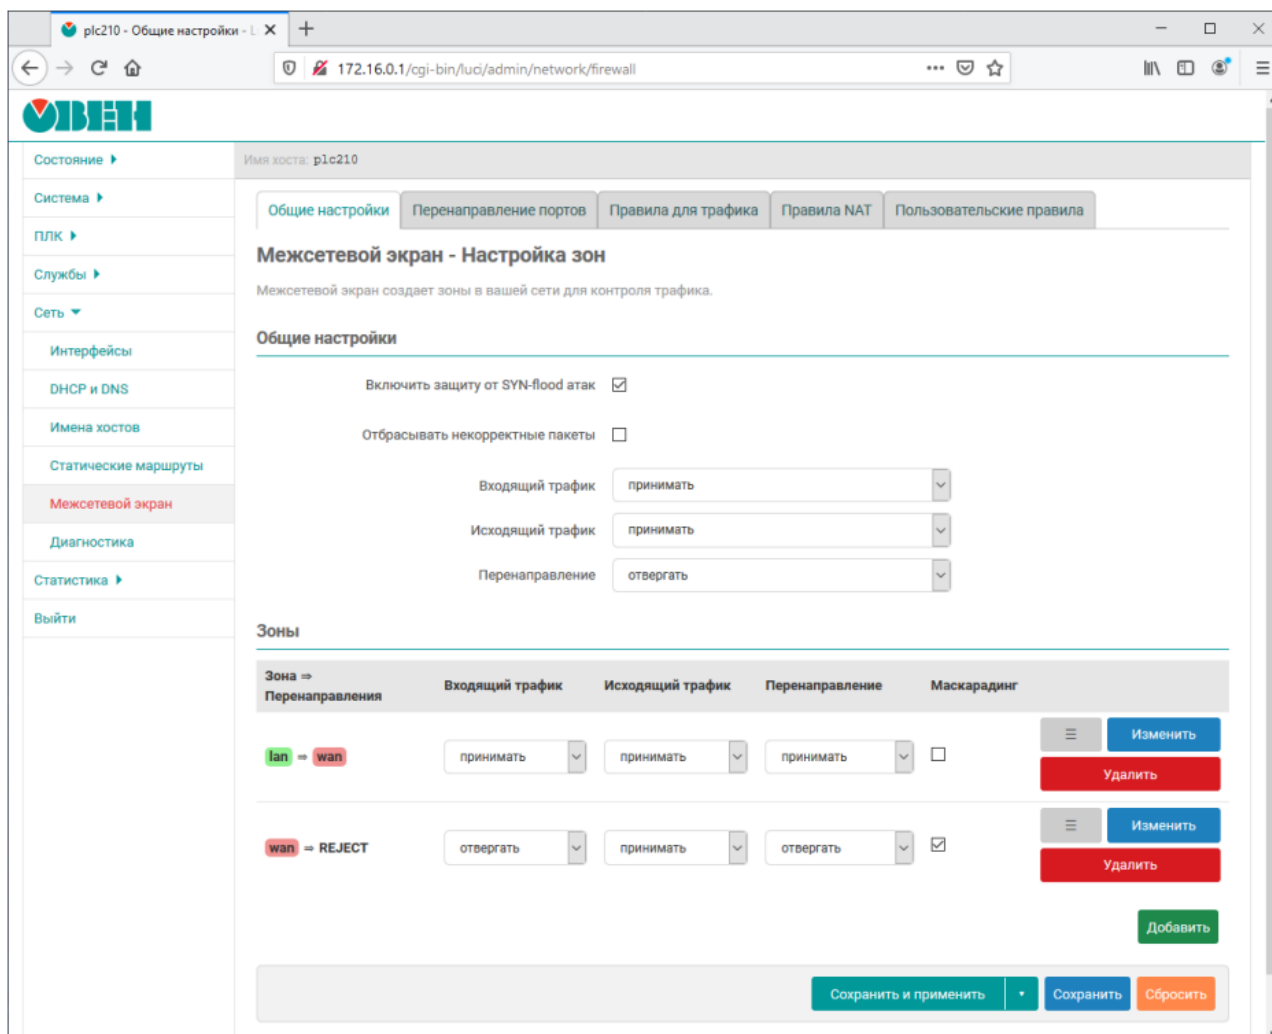 plc210 - Общие настройки - L
172.16.0.1/cgi-bin/luci/admin/network/firewall
ОВЕН
Состояние
Система
ПЛК
Службы
Сеть
Интерфейсы
DHCP и DNS
Имена хостов
Статические маршруты
Межсетевой экран
Диагностика
Статистика
Выйти
Имя хоста: plc210
Общие настройки Перенаправление портов Правила для трафика Правила NAT Пользовательские правила
Межсетевой экран - Настройка зон
Межсетевой экран создает зоны в вашей сети для контроля трафика.
Общие настройки
Включить защиту от SYN-flood атак
Отбрасывать некорректные пакеты
Входящий трафик принимать
Исходящий трафик принимать
Перенаправление отвергать
Зоны
Зона ⇒
Перенаправления Входящий трафик Исходящий трафик Перенаправление Маскарадинг
lan ⇒ wan принимать принимать принимать Изменить
Удалить
wan ⇒ REJECT отвергать принимать отвергать Изменить
Удалить
Добавить
Сохранить и применить Сохранить Сбросить